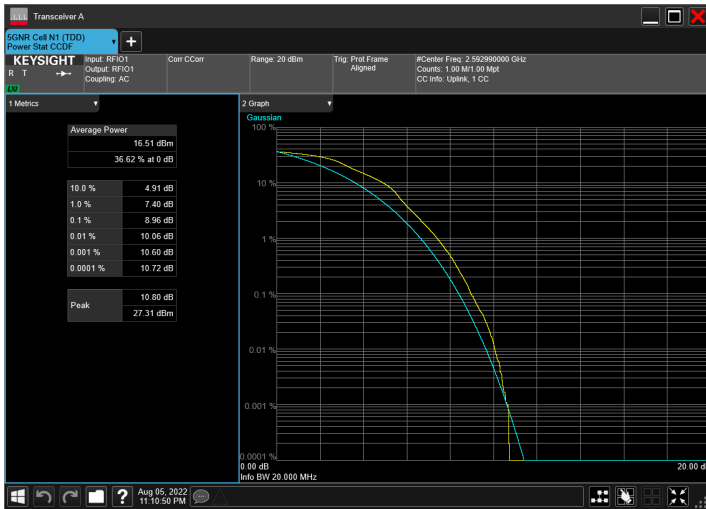 Transceiver A
5GNR Cell N1 (TDD)
Power Stat CCDF
KEYSIGHT
R T
Input: RFIO1
Output: RFIO1
Coupling: AC
Corr CCorr
Range: 20 dBm
Trig: Prot Frame
Aligned
#Center Freq: 2.592990000 GHz
Counts: 1.00 M/1.00 Mpt
CC Info: Uplink, 1 CC
1 Metrics
Average Power
16.51 dBm
36.62 % at 0 dB
10.0 % 4.91 dB
1.0 % 7.40 dB
0.1 % 8.96 dB
0.01 % 10.06 dB
0.001 % 10.60 dB
0.0001 % 10.72 dB
Peak
10.80 dB
27.31 dBm
2 Graph
Gaussian
100 %
10 %
1 %
0.1 %
0.01 %
0.001 %
0.0001 %
0.00 dB
20.00 d
Info BW 20.000 MHz
Aug 05, 2022
11:10:50 PM